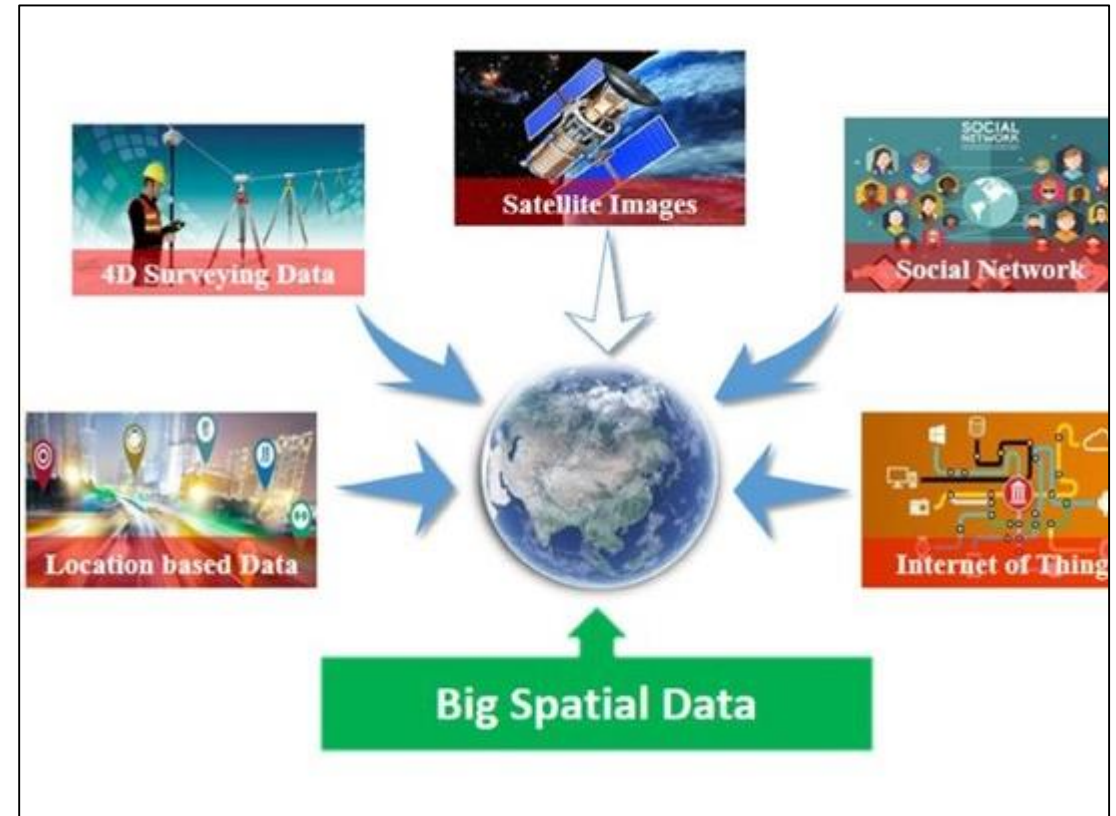 Satellite Images
SOCIAL
NETWORK
4D Surveying Data
Social Network
Location based Data
Internet of Thing
Big Spatial Data